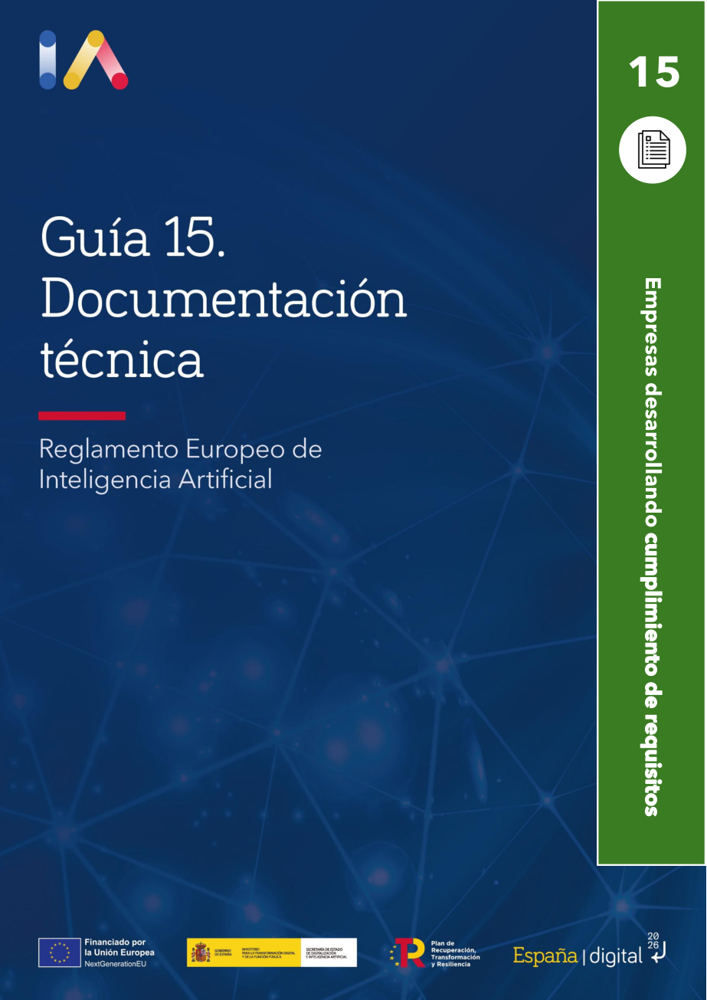 IA
15
Guía 15.
Documentación
técnica
Reglamento Europeo de
Inteligencia Artificial
Empresas desarrollando cumplimiento de requisitos
Financiado por
la Unión Europea
NextGenerationEU
GOBIERNO
DE ESPAÑA
MINISTERIO
PARA LA TRANSFORMACIÓN DIGITAL
Y DE LA FUNCIÓN PÚBLICA
SECRETARÍA DE ESTADO
DE DIGITALIZACIÓN
E INTELIGENCIA ARTIFICIAL
Plan de
Recuperación,
Transformación
y Resiliencia
España | digital
20
26